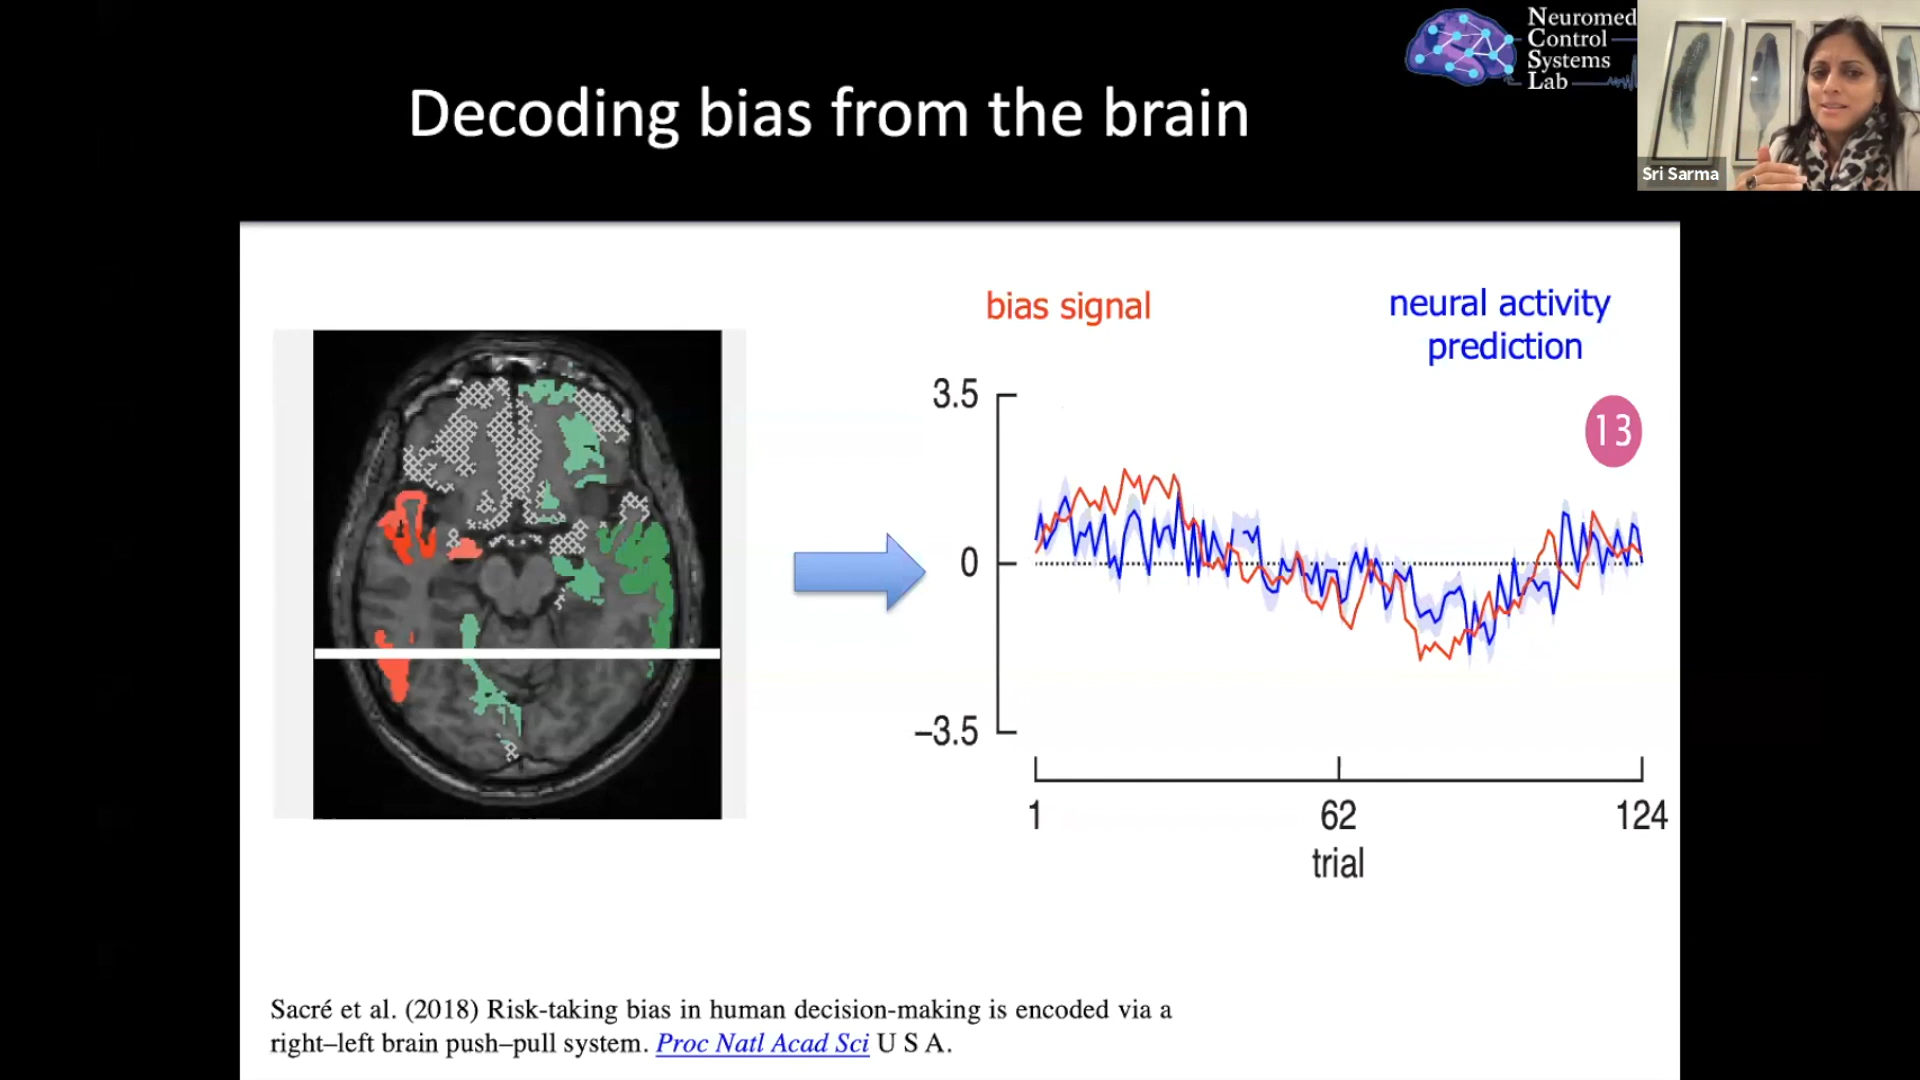 Neuromed
Control
Systems
Lab
Sri Sarma
Decoding bias from the brain
bias signal
neural activity
prediction
3.5
0
−3.5
13
1
62
124
trial
Sacré et al. (2018) Risk-taking bias in human decision-making is encoded via a
right–left brain push–pull system. Proc Natl Acad Sci U S A.